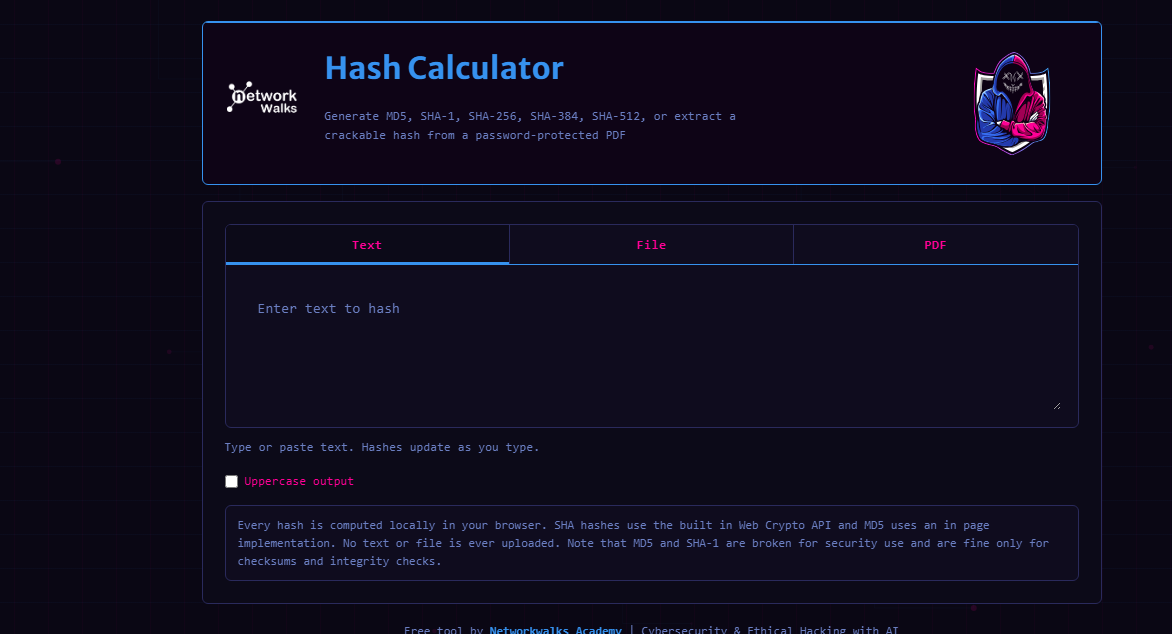 network
Walks
Hash Calculator
Generate MD5, SHA-1, SHA-256, SHA-384, SHA-512, or extract a
crackable hash from a password-protected PDF
Text
File
PDF
Enter text to hash
Type or paste text. Hashes update as you type.
Uppercase output
Every hash is computed locally in your browser. SHA hashes use the built in Web Crypto API and MD5 uses an in page
implementation. No text or file is ever uploaded. Note that MD5 and SHA-1 are broken for security use and are fine only for
checksums and integrity checks.
Free tool by Networkwalks Academy | Cybersecurity & Ethical Hacking with AI